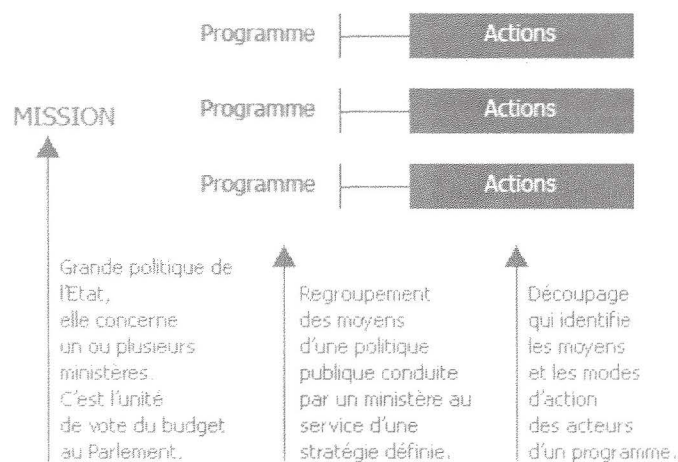 Programme
Actions
MISSION
Programme
Actions
Programme
Actions
Grande politique de
l'Etat,
elle concerne
un ou plusieurs
ministères.
C'est l'unité
de vote du budget
au Parlement.
Regroupement
des moyens
d'une politique
publique conduite
par un ministère au
service d'une
stratégie définie.
Découpage
qui identifie
les moyens
et les modes
d'action
des acteurs
d'un programme.